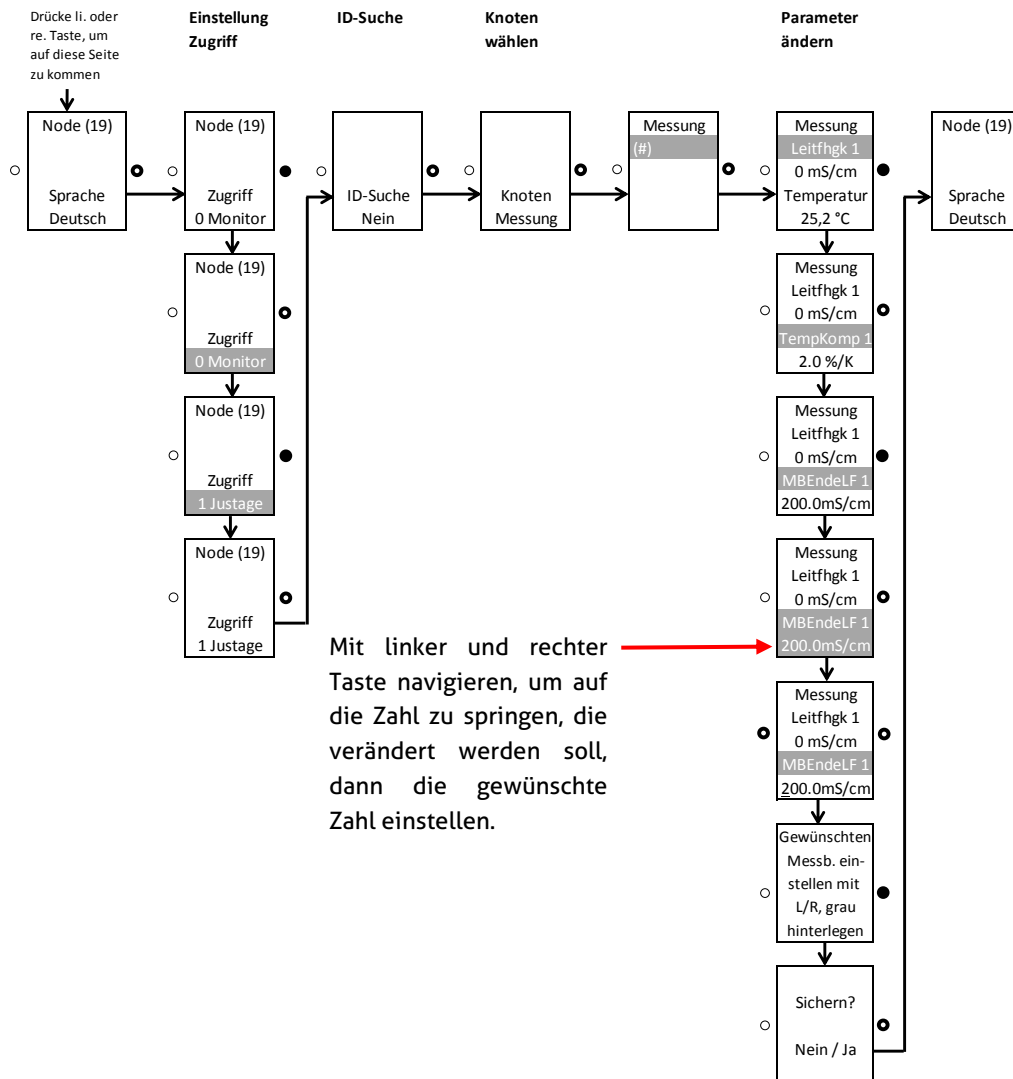 Drücke li. oder
re. Taste, um
auf diese Seite
zu kommen
Einstellung
Zugriff
ID-Suche
Knoten
wählen
Parameter
ändern
Node (19)
Sprache
Deutsch
Node (19)
Zugriff
0 Monitor
Node (19)
Zugriff
0 Monitor
Node (19)
Zugriff
1 Justage
Node (19)
Zugriff
1 Justage
ID-Suche
Nein
Knoten
Messung
Messung
(#)
Messung
Leitfhgk 1
0 mS/cm
Temperatur
25,2 °C
Messung
Leitfhgk 1
0 mS/cm
TempKomp 1
2.0 %/K
Messung
Leitfhgk 1
0 mS/cm
MBEndeLF 1
200.0mS/cm
Messung
Leitfhgk 1
0 mS/cm
MBEndeLF 1
200.0mS/cm
Mit linker und rechter
Taste navigieren, um auf
die Zahl zu springen, die
verändert werden soll,
dann die gewünschte
Zahl einstellen.
Messung
Leitfhgk 1
0 mS/cm
MBEndeLF 1
200.0mS/cm
Gewünschten
Messb. ein-
stellen mit
L/R, grau
hinterlegen
Sichern?
Nein / Ja
Node (19)
Sprache
Deutsch